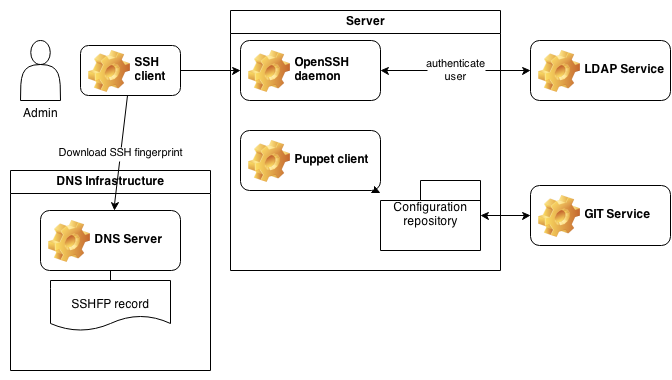 Server
SSH
client
OpenSSH
daemon
authenticate
user
LDAP Service
Admin
Download SSH fingerprint
Puppet client
DNS Infrastructure
Configuration
repository
GIT Service
DNS Server
SSHFP record